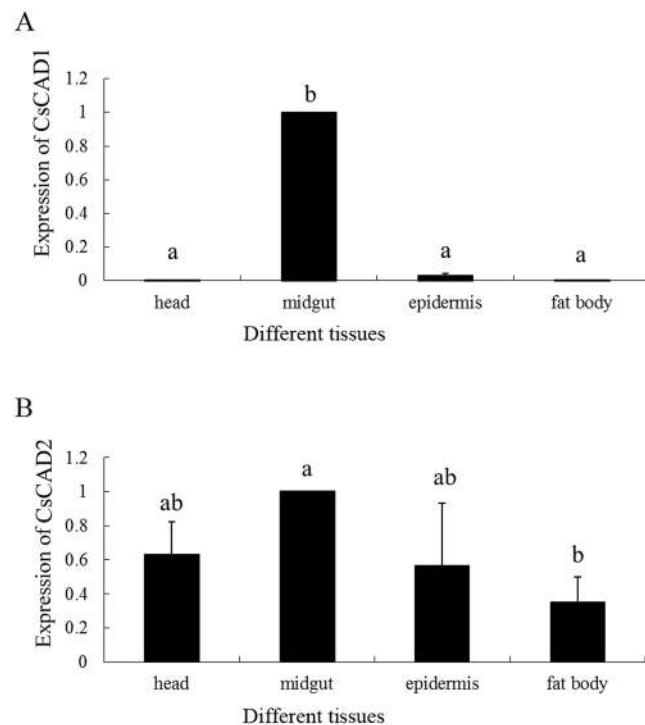 A
Expression of CsCAD1
1.2
1
0.8
0.6
0.4
0.2
0
a
b
a
a
head
midgut
epidermis
fat body
Different tissues
B
Expression of CsCAD2
1.2
1
0.8
0.6
0.4
0.2
0
ab
a
ab
b
head
midgut
epidermis
fat body
Different tissues